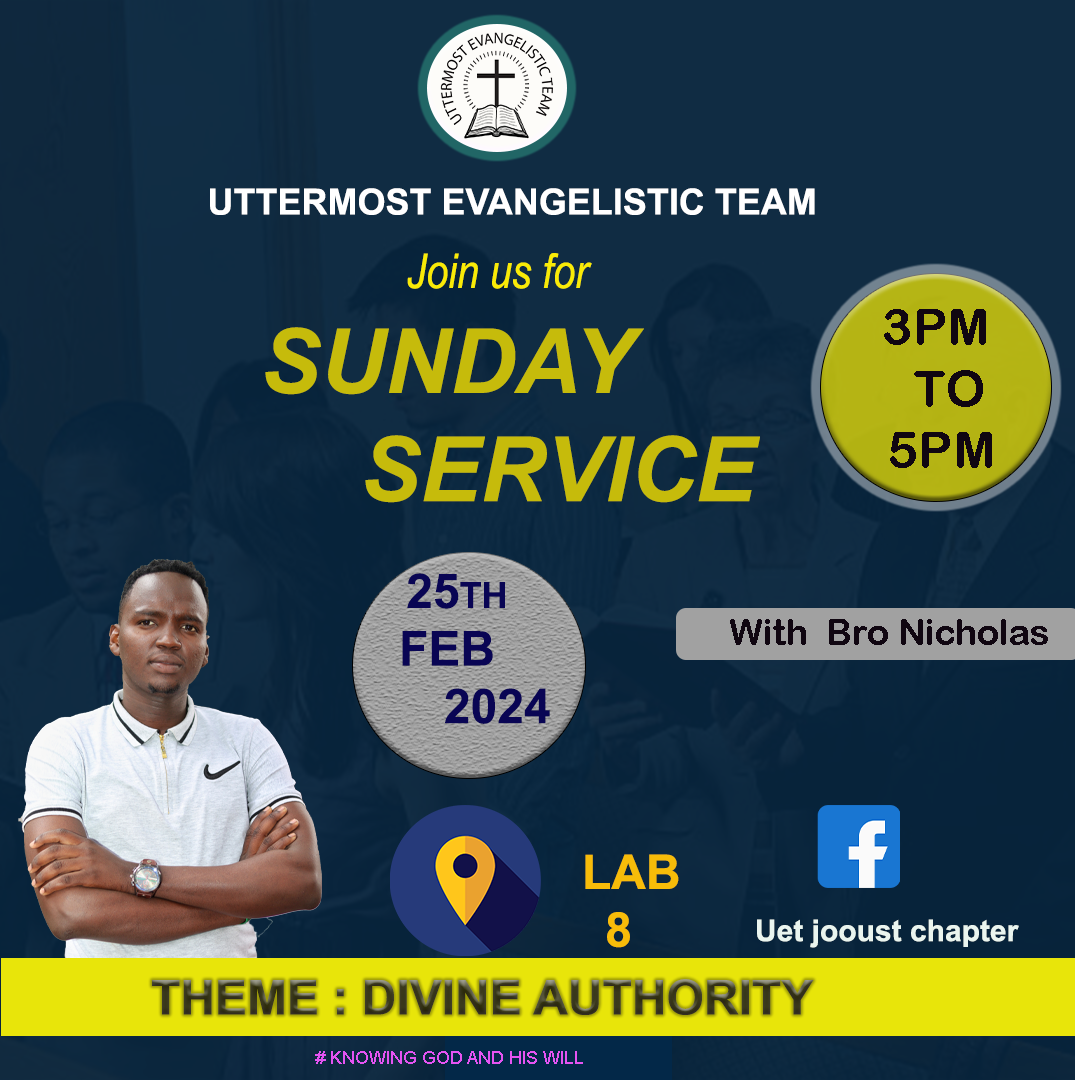 UTTERMOST EVANGELISTIC TEAM
UTTERMOST EVANGELISTIC TEAM
Join us for
SUNDAY
SERVICE
3PM
TO
5PM
25TH
FEB
2024
With Bro Nicholas
LAB
8
Uet jooust chapter
THEME : DIVINE AUTHORITY
# KNOWING GOD AND HIS WILL